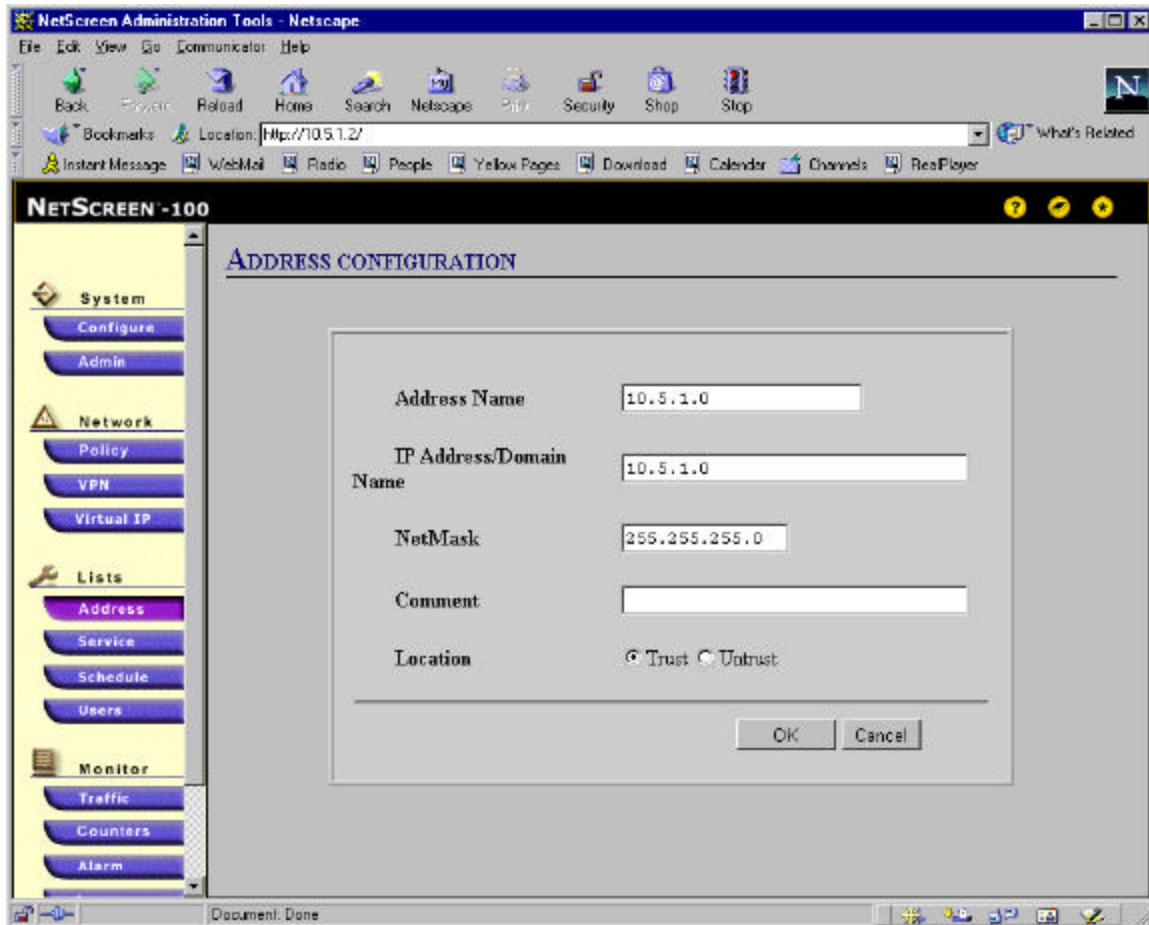 NetScreen Administration Tools - Netscape
File Edit View Go Communicator Help
Back Reload Home Search Netscape Print Security Shop Stop
N
Bookmarks Location: http://10.5.1.2/ What's Related
Instant Message WebMail Radio People Yellow Pages Download Calendar Channels RealPlayer
NETSCREEN-100
?
ADDRESS CONFIGURATION
System
Configure
Admin
Network
Policy
VPN
Virtual IP
Lists
Address
Service
Schedule
Users
Monitor
Traffic
Counters
Alarm
Address Name 10.5.1.0
IP Address/Domain
Name 10.5.1.0
NetMask 255.255.255.0
Comment
Location Trust Untrust
OK Cancel
Document: Done